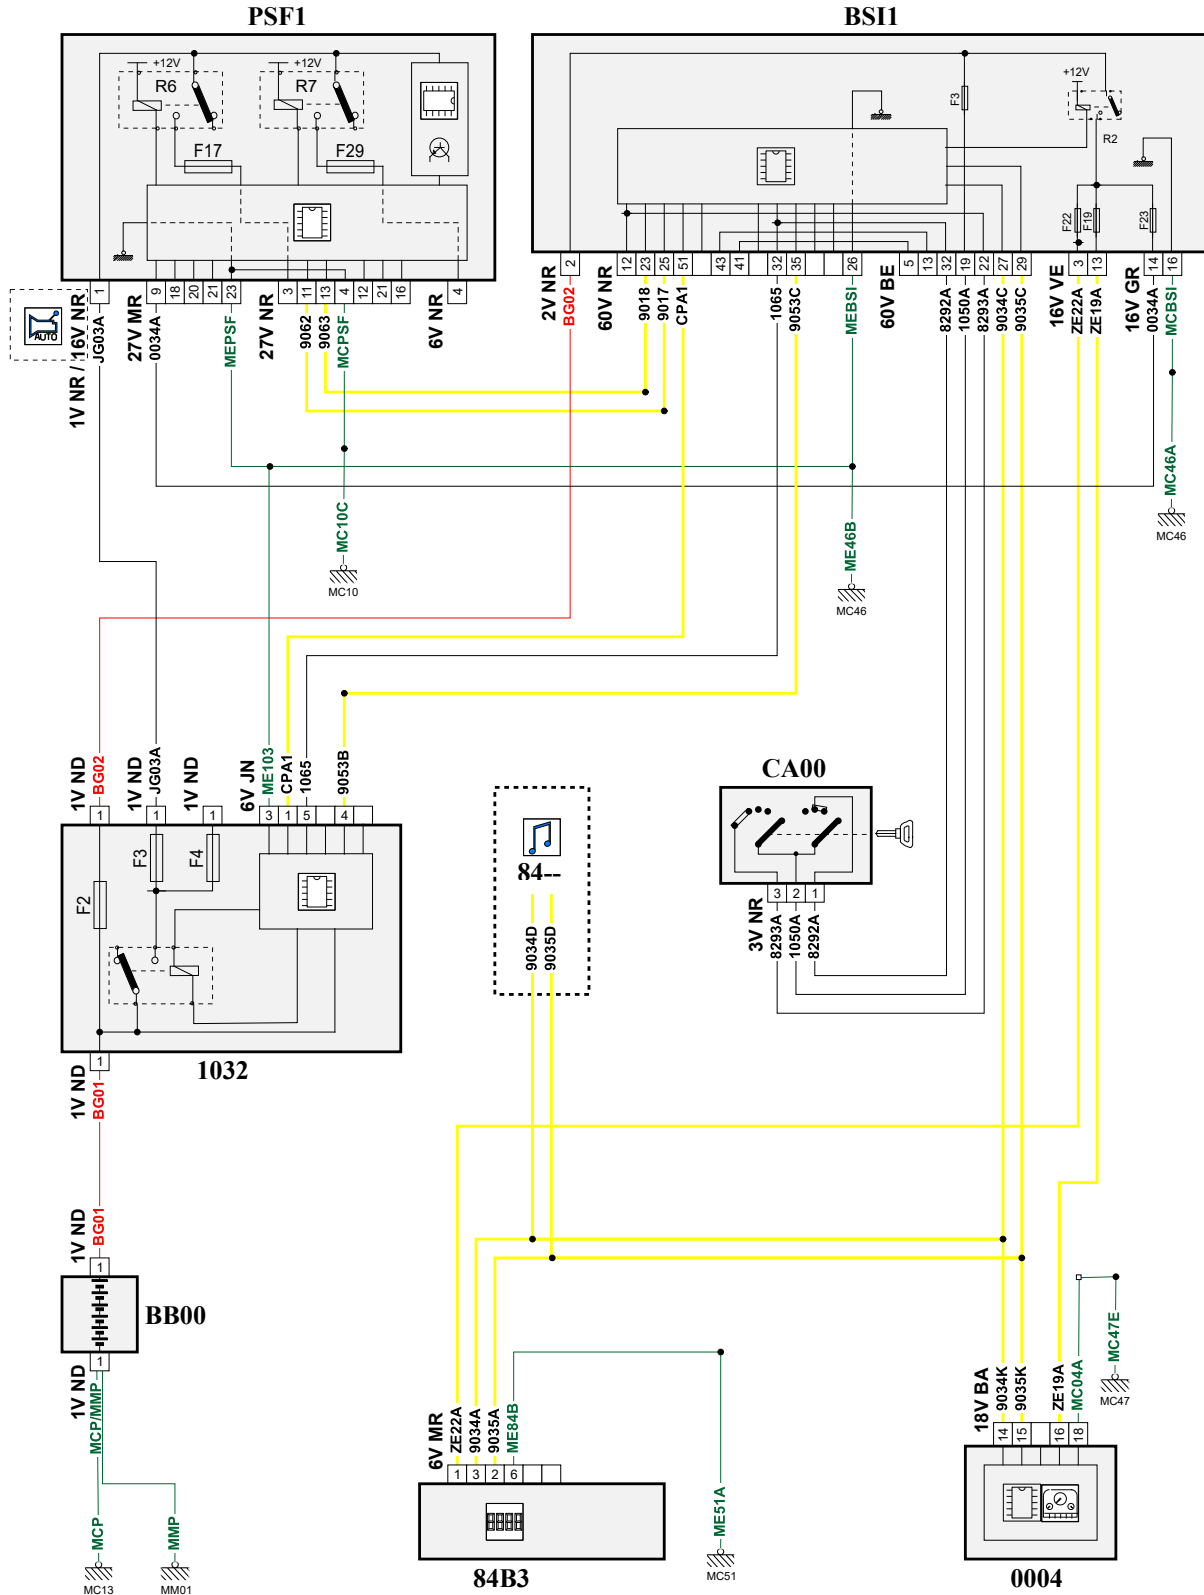 PSF1
BSI1
+12V
R6
+12V
R7
F17
F29
F3
+12V
R2
F22
F19
F23
1
9
18
20
21
23
3
11
13
4
12
21
16
4
2
12
23
25
51
43
41
32
35
26
5
13
32
19
22
27
29
3
13
14
16
AUTO
1V NR / 16V NR
JG03A
27V MR
0034A
MEPSF
27V NR
9062
9063
MCPSF
6V NR
2V NR
BG02
60V NR
9018
9017
CPA1
1065
9053C
MEBSI
60V BE
8292A
1050A
8293A
9034C
9035C
16V VE
ZE22A
ZE19A
16V GR
0034A
MCBSI
MC46A
MC46
MC10C
MC10
ME46B
MC46
1V ND
BG02
1V ND
JG03A
1V ND
6V JN
ME103
CPA1
1065
9053B
1
1
1
3
1
5
4
F3
F4
F2
1
1032
1V ND
BG01
1V ND
BG01
1
BB00
1
1V ND
MCP/MMP
MCP
MMP
MC13
MM01
84--
9034D
9035D
CA00
3
2
1
3V NR
8293A
1050A
8292A
6V MR
ZE22A
9034A
9035A
ME84B
1
3
2
6
84B3
ME51A
MC51
18V BA
9034K
9035K
ZE19A
MC04A
MC47E
MC47
14
15
16
18
0004